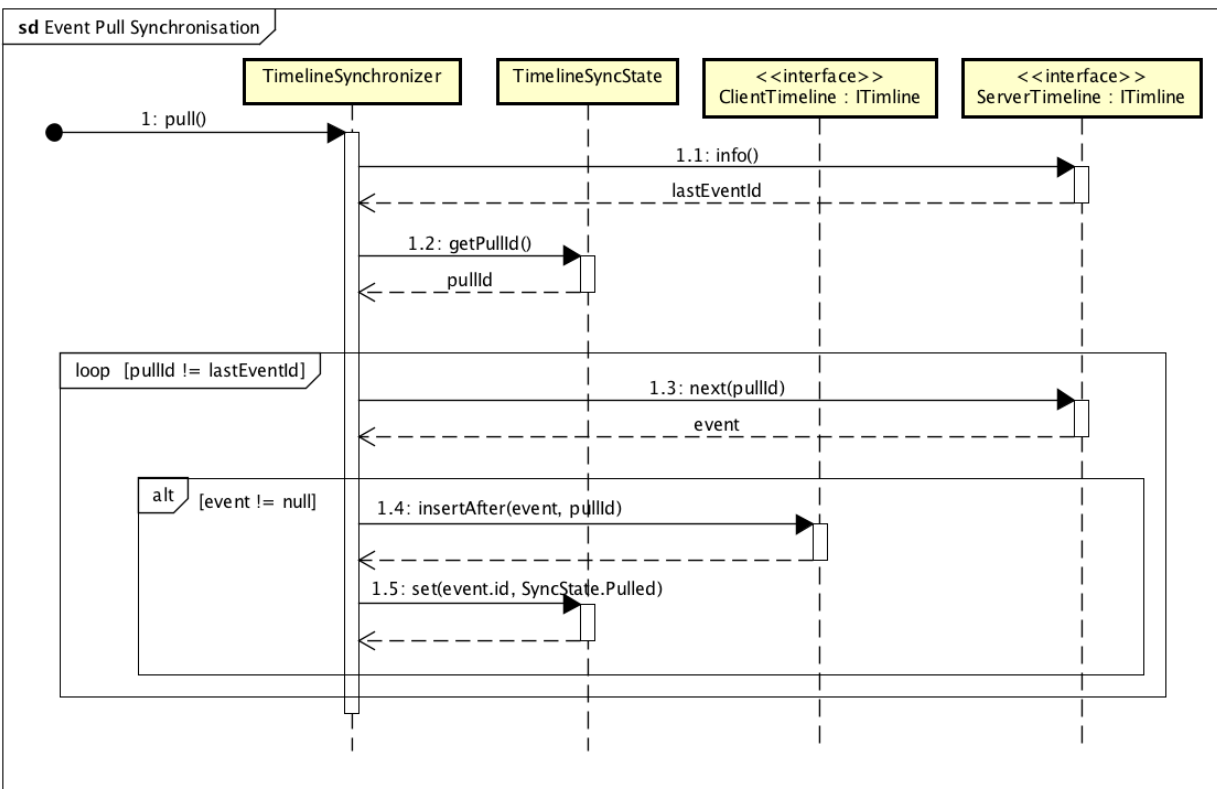 sd Event Pull Synchronisation
TimelineSynchronizer
TimelineSyncState
<<interface>>
ClientTimeline : ITimline
<<interface>>
ServerTimeline : ITimline
1: pull()
1.1: info()
lastEventId
1.2: getPullId()
pullId
loop [pullId != lastEventId]
1.3: next(pullId)
event
alt [event != null]
1.4: insertAfter(event, pullId)
1.5: set(event.id, SyncState.Pulled)